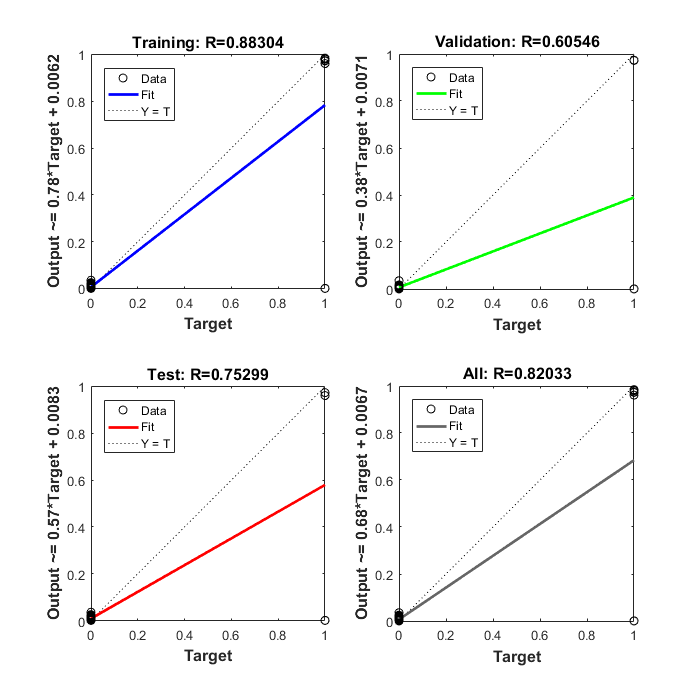 Training: R=0.88304
Output ~= 0.78*Target + 0.0062
1
0.8
0.6
0.4
0.2
0
Data
Fit
Y = T
0 0.2 0.4 0.6 0.8 1
Target
Validation: R=0.60546
Output ~= 0.38*Target + 0.0071
1
0.8
0.6
0.4
0.2
0
Data
Fit
Y = T
0 0.2 0.4 0.6 0.8 1
Target
Test: R=0.75299
Output ~= 0.57*Target + 0.0083
1
0.8
0.6
0.4
0.2
0
Data
Fit
Y = T
0 0.2 0.4 0.6 0.8 1
Target
All: R=0.82033
Output ~= 0.68*Target + 0.0067
1
0.8
0.6
0.4
0.2
0
Data
Fit
Y = T
0 0.2 0.4 0.6 0.8 1
Target